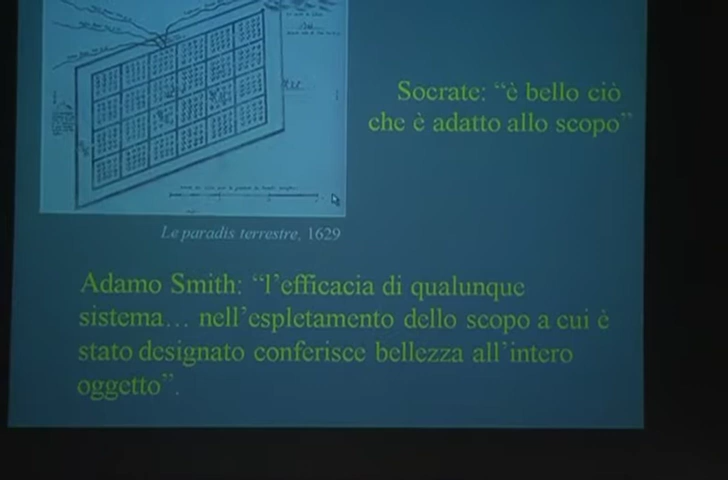 Socrate: “è bello ciò
che è adatto allo scopo”
Le paradis terrestre, 1629
Adamo Smith: “l’efficacia di qualunque
sistema... nell’espletamento dello scopo a cui è
stato designato conferisce bellezza all’intero
oggetto”.